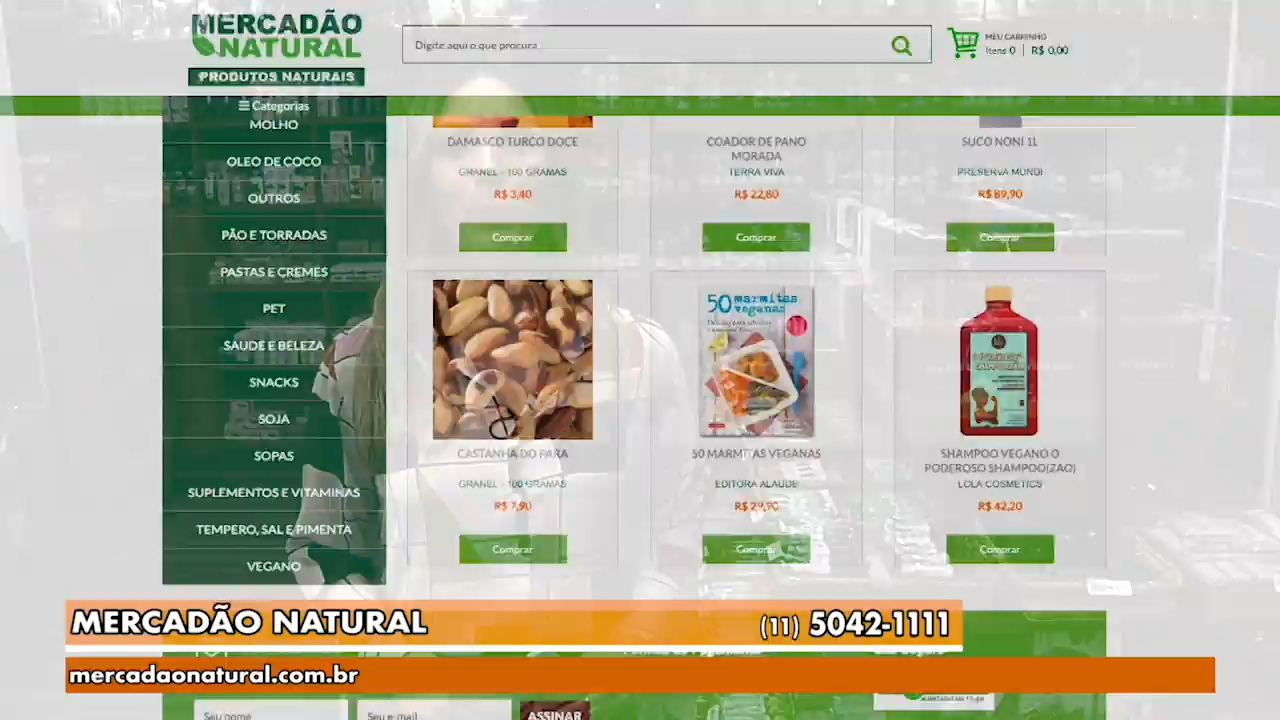 MERCADÃO
NATURAL
PRODUTOS NATURAIS
Digite aqui o que procura...
MEU CARRINHO
Itens 0 | R$ 0,00
Categorias
MOLHO
OLEO DE COCO
OUTROS
PÃO E TORRADAS
PASTAS E CREMES
PET
SAUDE E BELEZA
SNACKS
SOJA
SOPAS
SUPLEMENTOS E VITAMINAS
TEMPERO, SAL E PIMENTA
VEGANO
DAMASCO TURCO DOCE
GRANEL - 100 GRAMAS
R$ 3,40
Comprar
COADOR DE PANO
MORADA
TERRA VIVA
R$ 22,80
Comprar
SUCO NONI 1L
PRESERVA MUNDI
R$ 89,90
Comprar
CASTANHA DO PARA
GRANEL - 100 GRAMAS
R$ 7,90
Comprar
50 marmitas
veganas
50 MARMITAS VEGANAS
EDITORA ALAUDE
R$ 29,90
Comprar
SHAMPOO VEGANO O
PODEROSO SHAMPOO(ZAO)
LOLA COSMETICS
R$ 42,20
Comprar
MERCADÃO NATURAL
(11) 5042-1111
mercadaonatural.com.br
Seu nome
Seu e-mail
ASSINAR